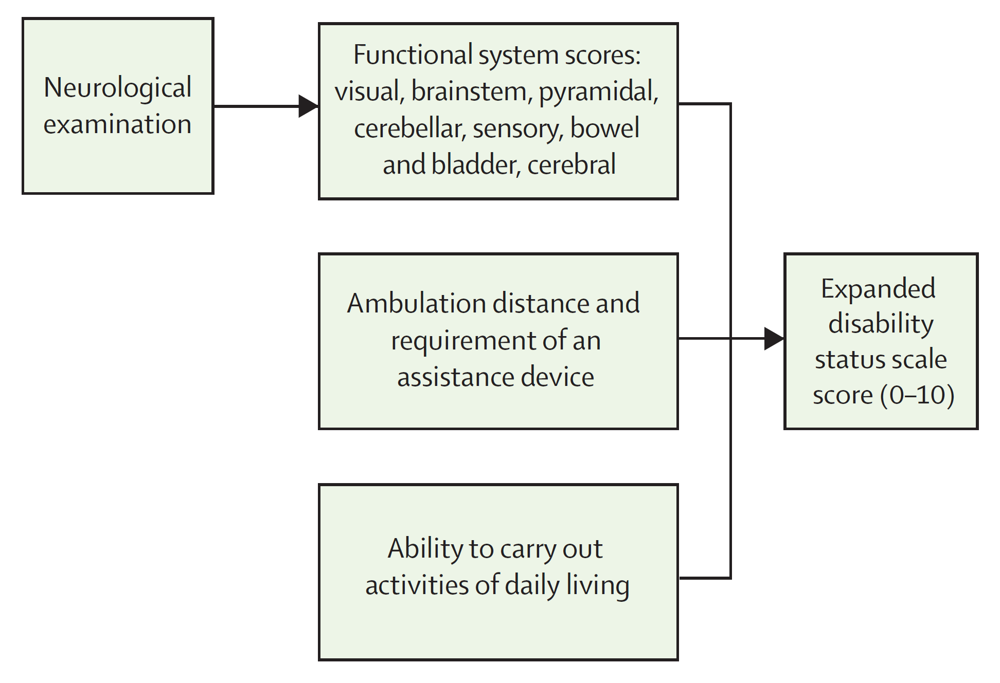 Neurological
examination
Functional system scores:
visual, brainstem, pyramidal,
cerebellar, sensory, bowel
and bladder, cerebral
Ambulation distance and
requirement of an
assistance device
Expanded
disability
status scale
score (0–10)
Ability to carry out
activities of daily living